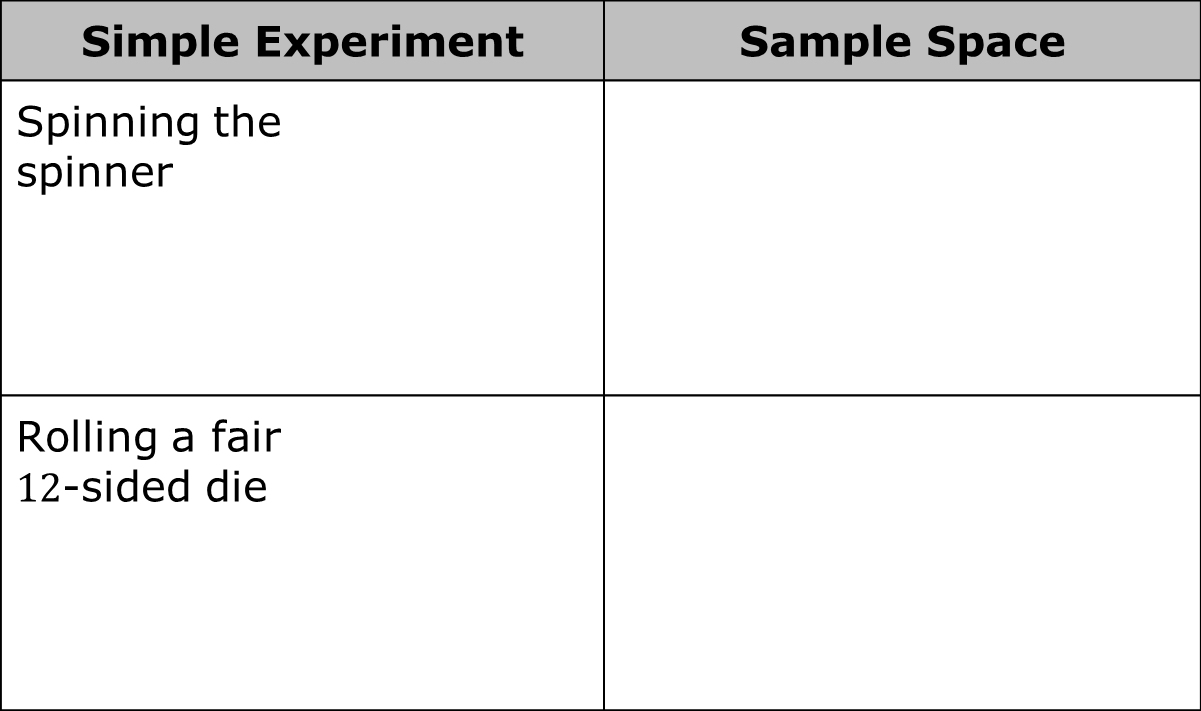 Simple Experiment
Sample Space
Spinning the
spinner
Rolling a fair
12-sided die